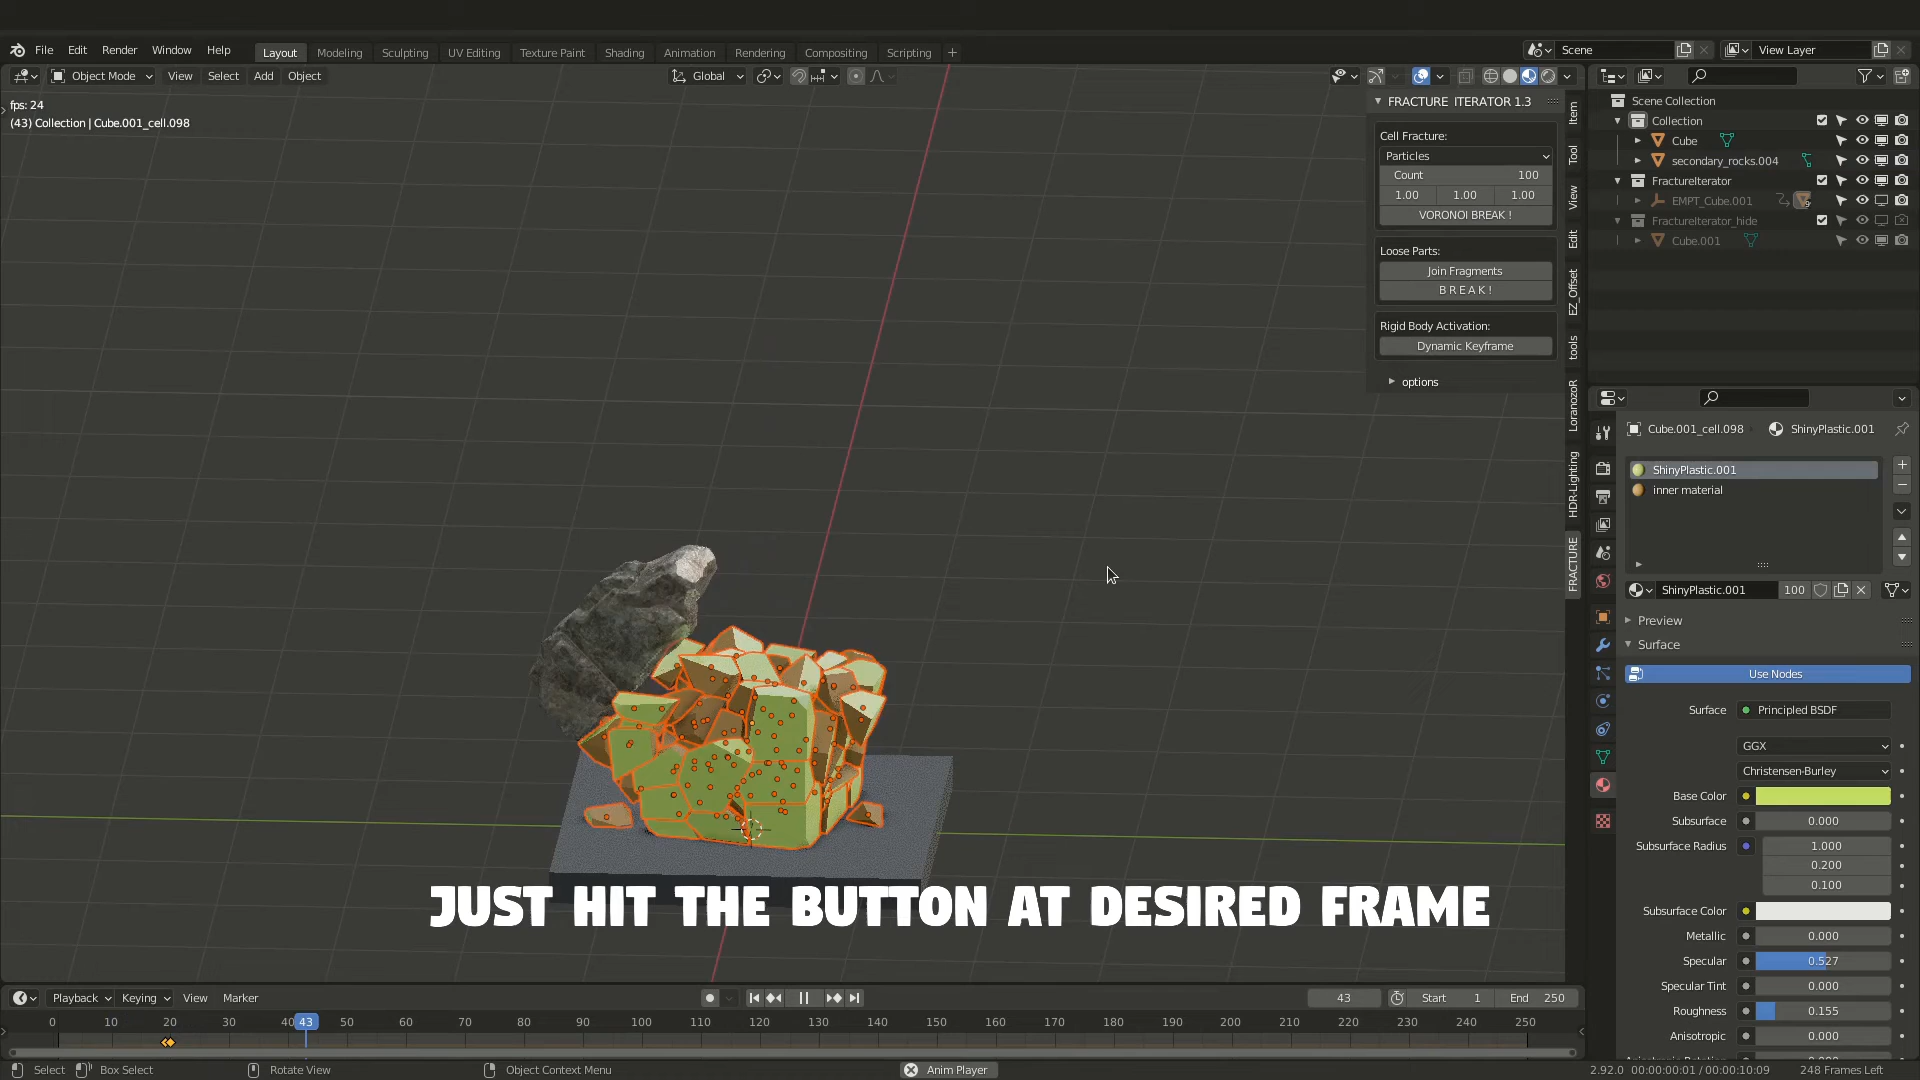 File Edit Render Window Help
Layout Modeling Sculpting UV Editing Texture Paint Shading Animation Rendering Compositing Scripting +
Scene
View Layer
Object Mode View Select Add Object
Global
fps: 24
(43) Collection | Cube.001_cell.098
FRACTURE ITERATOR 1.3
Cell Fracture:
Particles
Count 100
1.00 1.00 1.00
VORONOI BREAK !
Loose Parts:
Join Fragments
B R E A K !
Rigid Body Activation:
Dynamic Keyframe
options
Item
Tool
View
Edit
EZ_Offset
tools
LoranozoR
HDR-Lighting
FRACTURE
Scene Collection
Collection
Cube
secondary_rocks.004
FractureIterator
EMPT_Cube.001
FractureIterator_hide
Cube.001
Cube.001_cell.098 ShinyPlastic.001
ShinyPlastic.001
inner material
ShinyPlastic.001 100
Preview
Surface
Use Nodes
Surface Principled BSDF
GGX
Christensen-Burley
Base Color
Subsurface 0.000
Subsurface Radius 1.000
0.200
0.100
Subsurface Color
Metallic 0.000
Specular 0.527
Specular Tint 0.000
Roughness 0.155
Anisotropic 0.000
JUST HIT THE BUTTON AT DESIRED FRAME
Playback Keying View Marker
43 Start 1 End 250
0 10 20 30 40 43 50 60 70 80 90 100 110 120 130 140 150 160 170 180 190 200 210 220 230 240 250
Select Box Select Rotate View Object Context Menu Anim Player
2.92.0 00:00:00:01 / 00:00:10:09 248 Frames Left